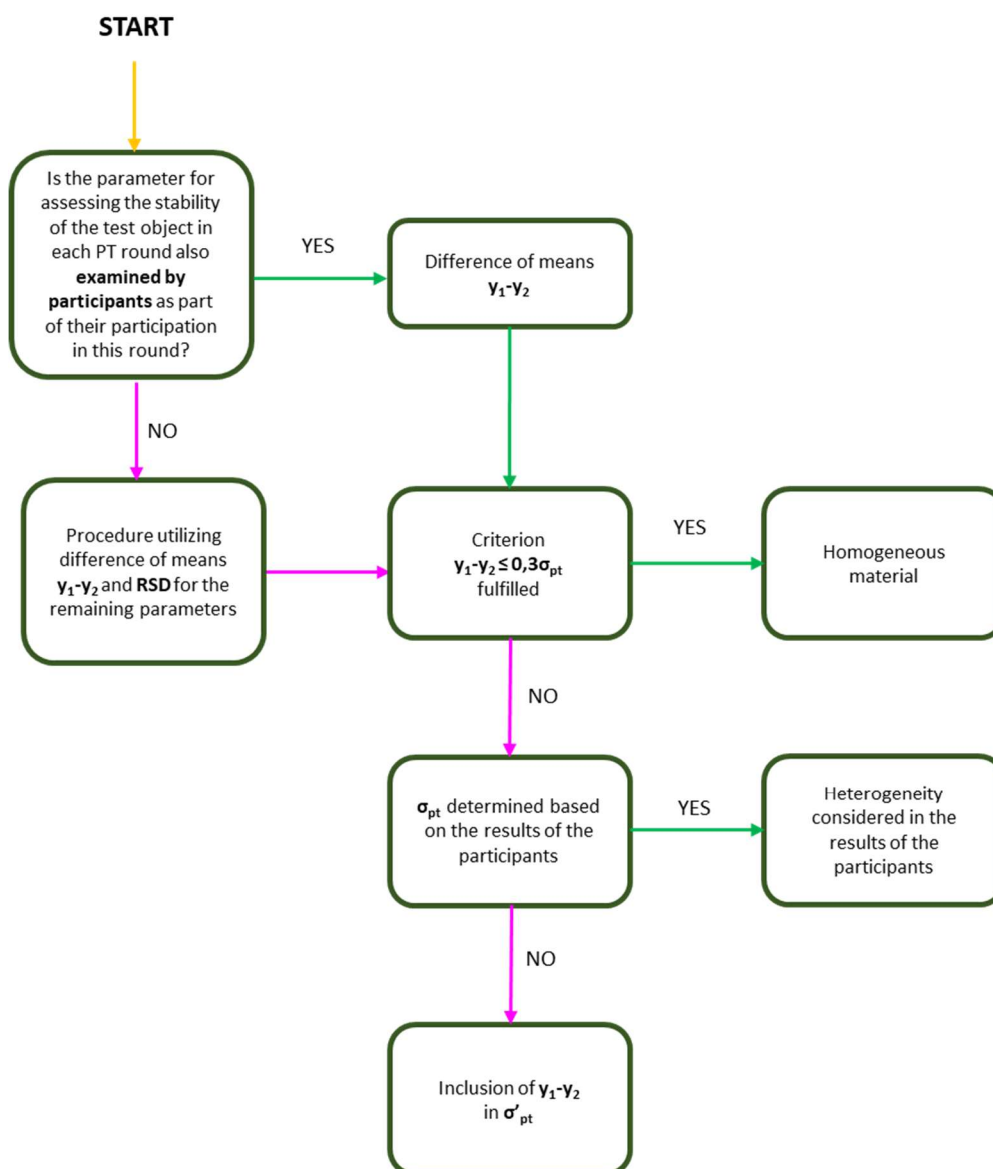 START
Is the parameter for
assessing the stability
of the test object in
each PT round also
examined by
participants as part
of their participation
in this round?
YES
Difference of means
y₁-y₂
NO
Procedure utilizing
difference of means
y₁-y₂ and RSD for the
remaining parameters
Criterion
y₁-y₂ ≤ 0,3σpt
fulfilled
YES
Homogeneous
material
NO
σpt determined based
on the results of the
participants
YES
Heterogeneity
considered in the
results of the
participants
NO
Inclusion of y₁-y₂
in σ'pt